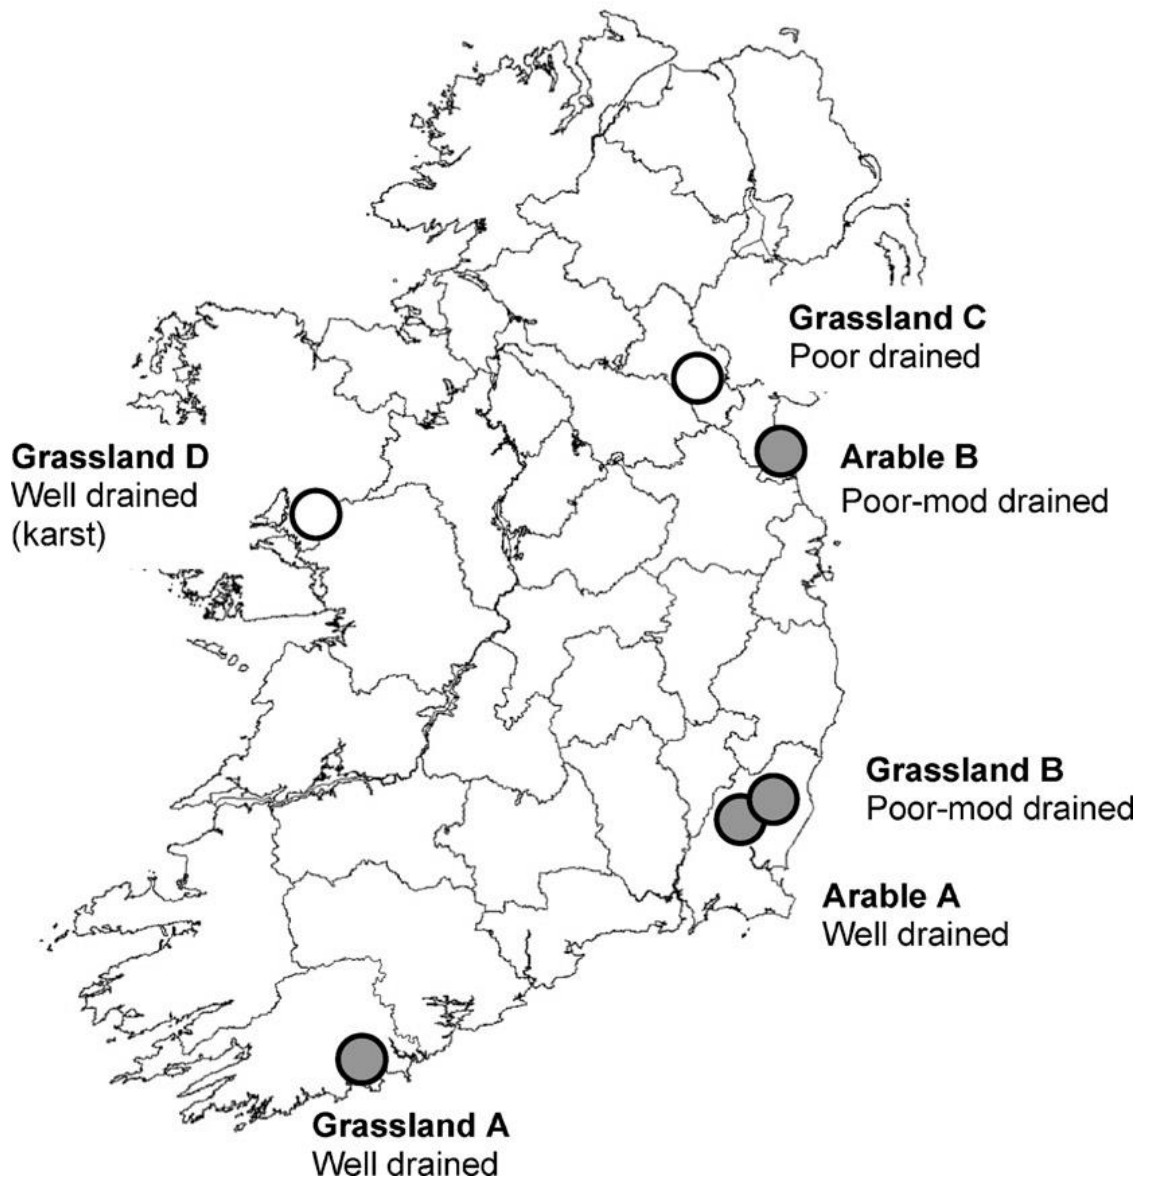 Grassland C
Poor drained
Grassland D
Well drained
(karst)
Arable B
Poor-mod drained
Grassland B
Poor-mod drained
Arable A
Well drained
Grassland A
Well drained